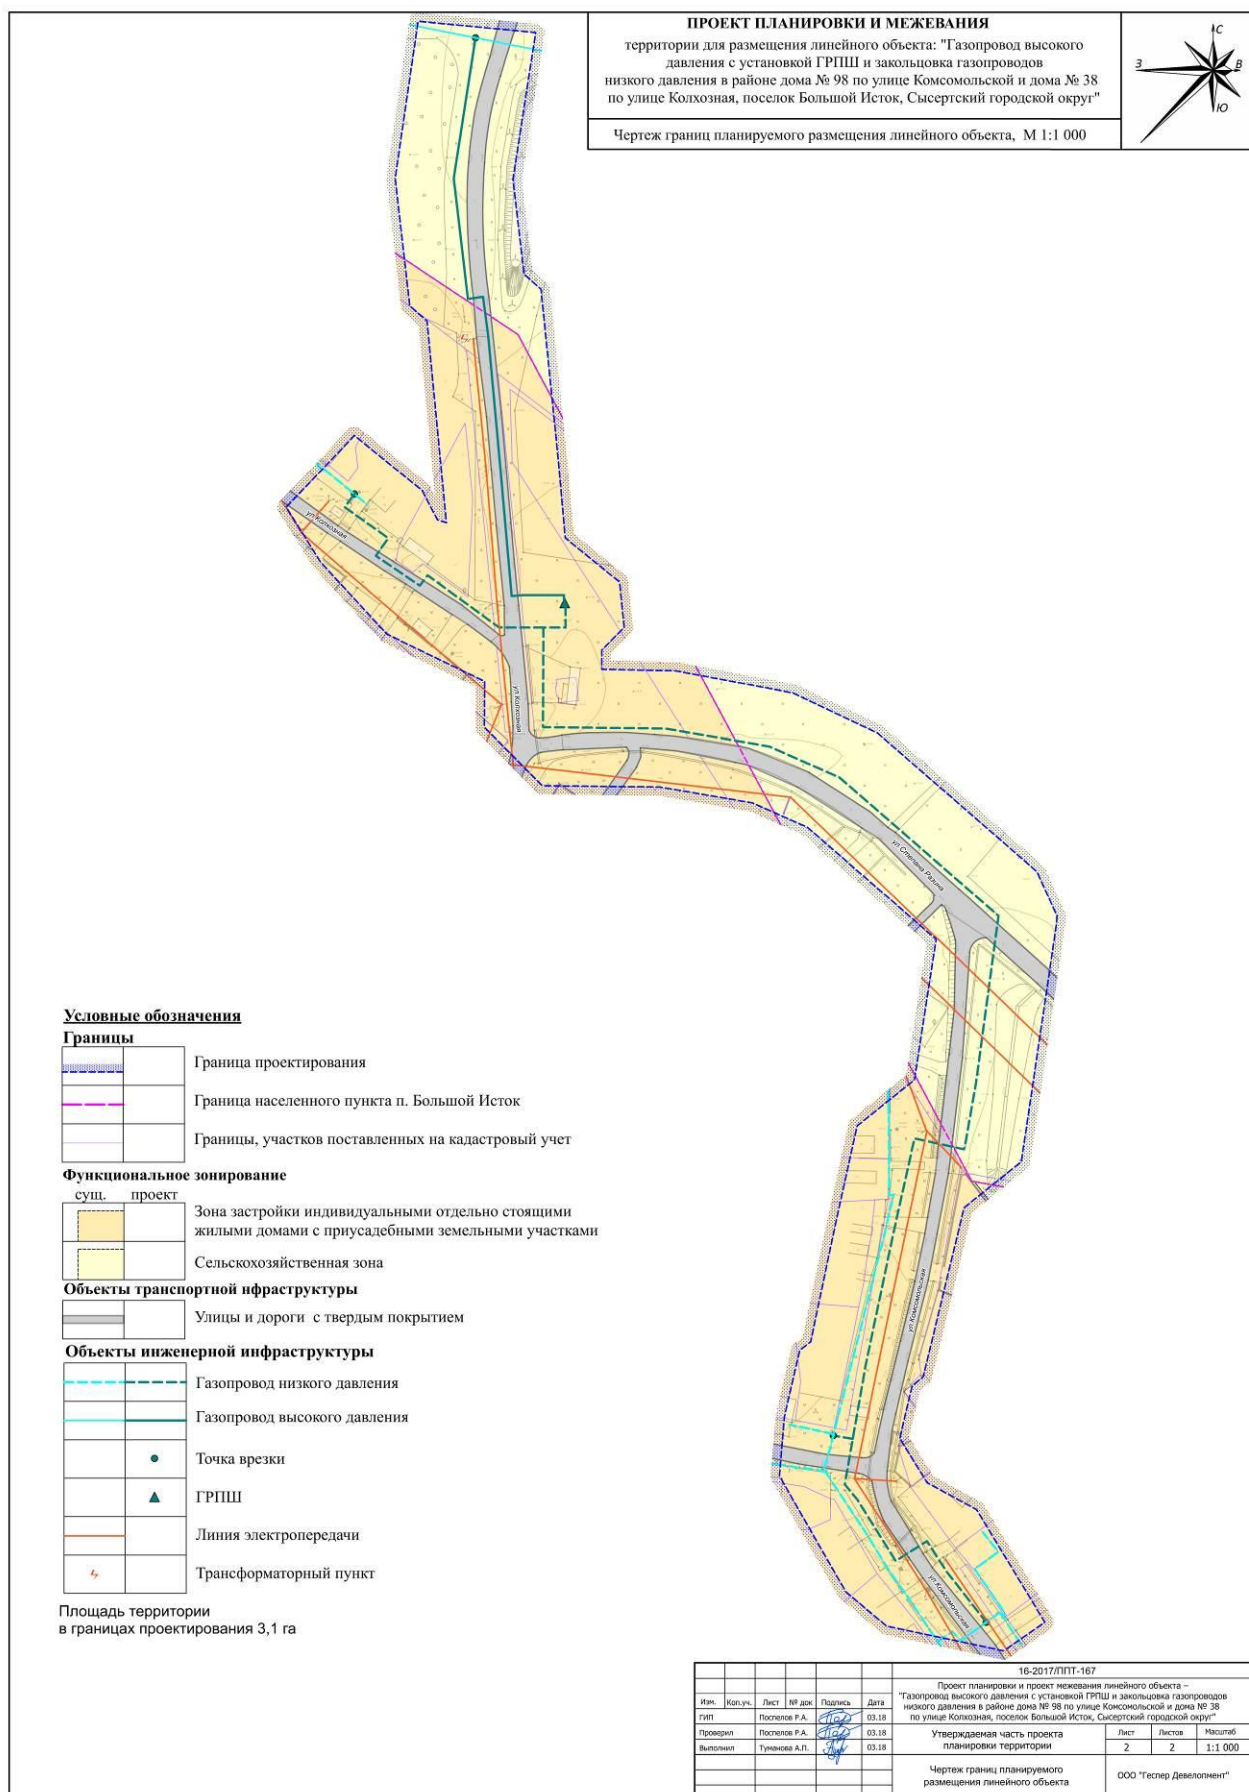 ПРОЕКТ ПЛАНИРОВКИ И МЕЖЕВАНИЯ
территории для размещения линейного объекта: "Газопровод высокого
давления с установкой ГРПШ и закольцовка газопроводов
низкого давления в районе дома № 98 по улице Комсомольской и дома № 38
по улице Колхозная, поселок Большой Исток, Сысертский городской округ"
Чертеж границ планируемого размещения линейного объекта, М 1:1 000
С
З
В
Ю
ул Колхозная
ул Колхозная
ул Степана Разина
ул Комсомольская
ул Комсомольская
Условные обозначения
Границы
Граница проектирования
Граница населенного пункта п. Большой Исток
Границы, участков поставленных на кадастровый учет
Функциональное зонирование
сущ. проект
Зона застройки индивидуальными отдельно стоящими
жилыми домами с приусадебными земельными участками
Сельскохозяйственная зона
Объекты транспортной нфраструктуры
Улицы и дороги с твердым покрытием
Объекты инженерной инфраструктуры
Газопровод низкого давления
Газопровод высокого давления
Точка врезки
ГРПШ
Линия электропередачи
Трансформаторный пункт
Площадь территории
в границах проектирования 3,1 га
16-2017/ППТ-167
Проект планировки и проект межевания линейного объекта –
"Газопровод высокого давления с установкой ГРПШ и закольцовка газопроводов
низкого давления в районе дома № 98 по улице Комсомольской и дома № 38
по улице Колхозная, поселок Большой Исток, Сысертский городской округ"
Изм. Кол.уч. Лист № док Подпись Дата
ГИП Поспелов Р.А. 03.18
Проверил Поспелов Р.А. 03.18
Выполнил Туманова А.П. 03.18
Утверждаемая часть проекта
планировки территории
Лист Листов Масштаб
2 2 1:1 000
Чертеж границ планируемого
размещения линейного объекта
ООО "Геспер Девелопмент"